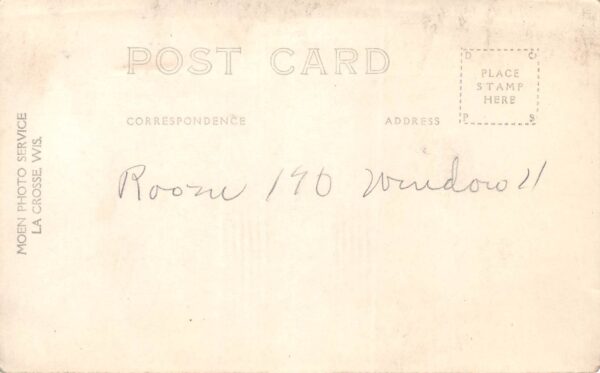 POST CARD
D O
PLACE
STAMP
HERE
P S
CORRESPONDENCE
ADDRESS
MOEN PHOTO SERVICE
LA CROSSE, WIS.
Room 190 Window 11